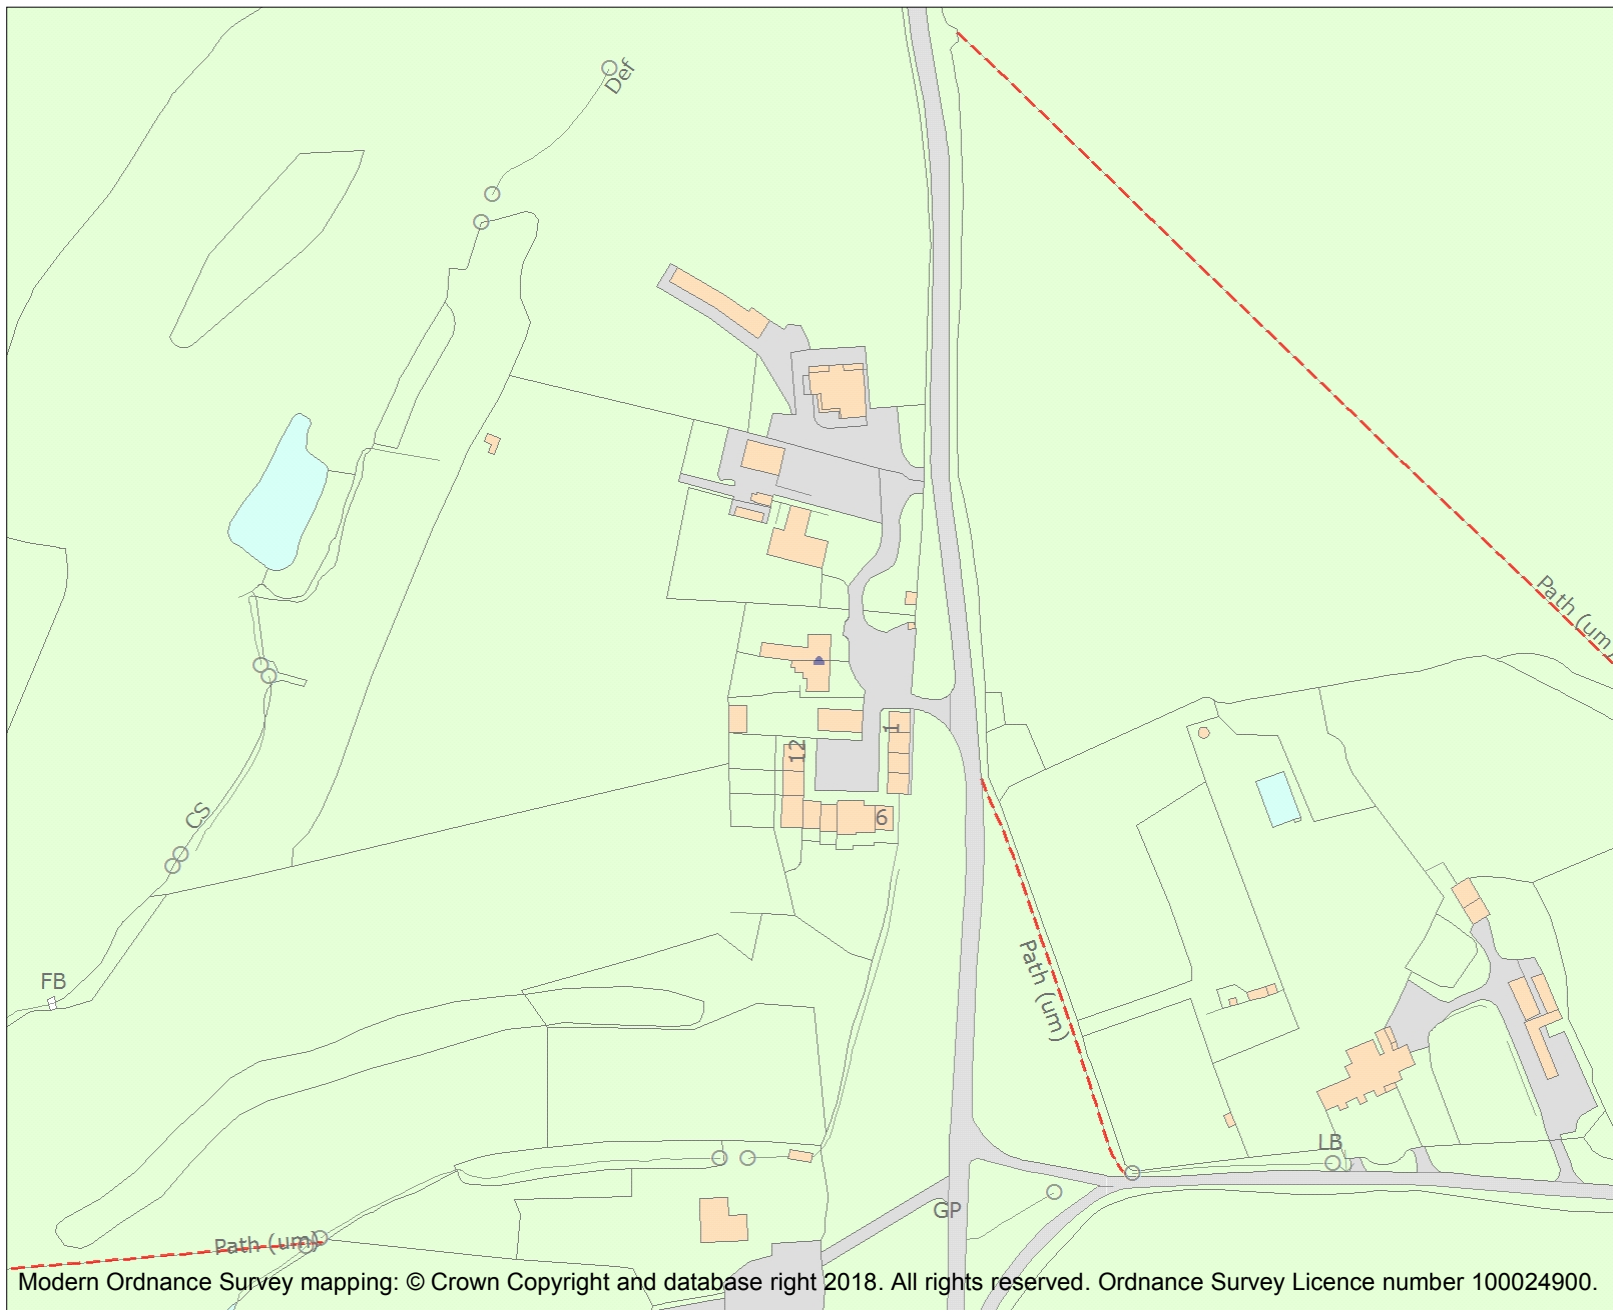 Def
Path (um)
1
12
6
CS
Path (um)
FB
LB
GP
Path (um)
Modern Ordnance Survey mapping: © Crown Copyright and database right 2018. All rights reserved. Ordnance Survey Licence number 100024900.